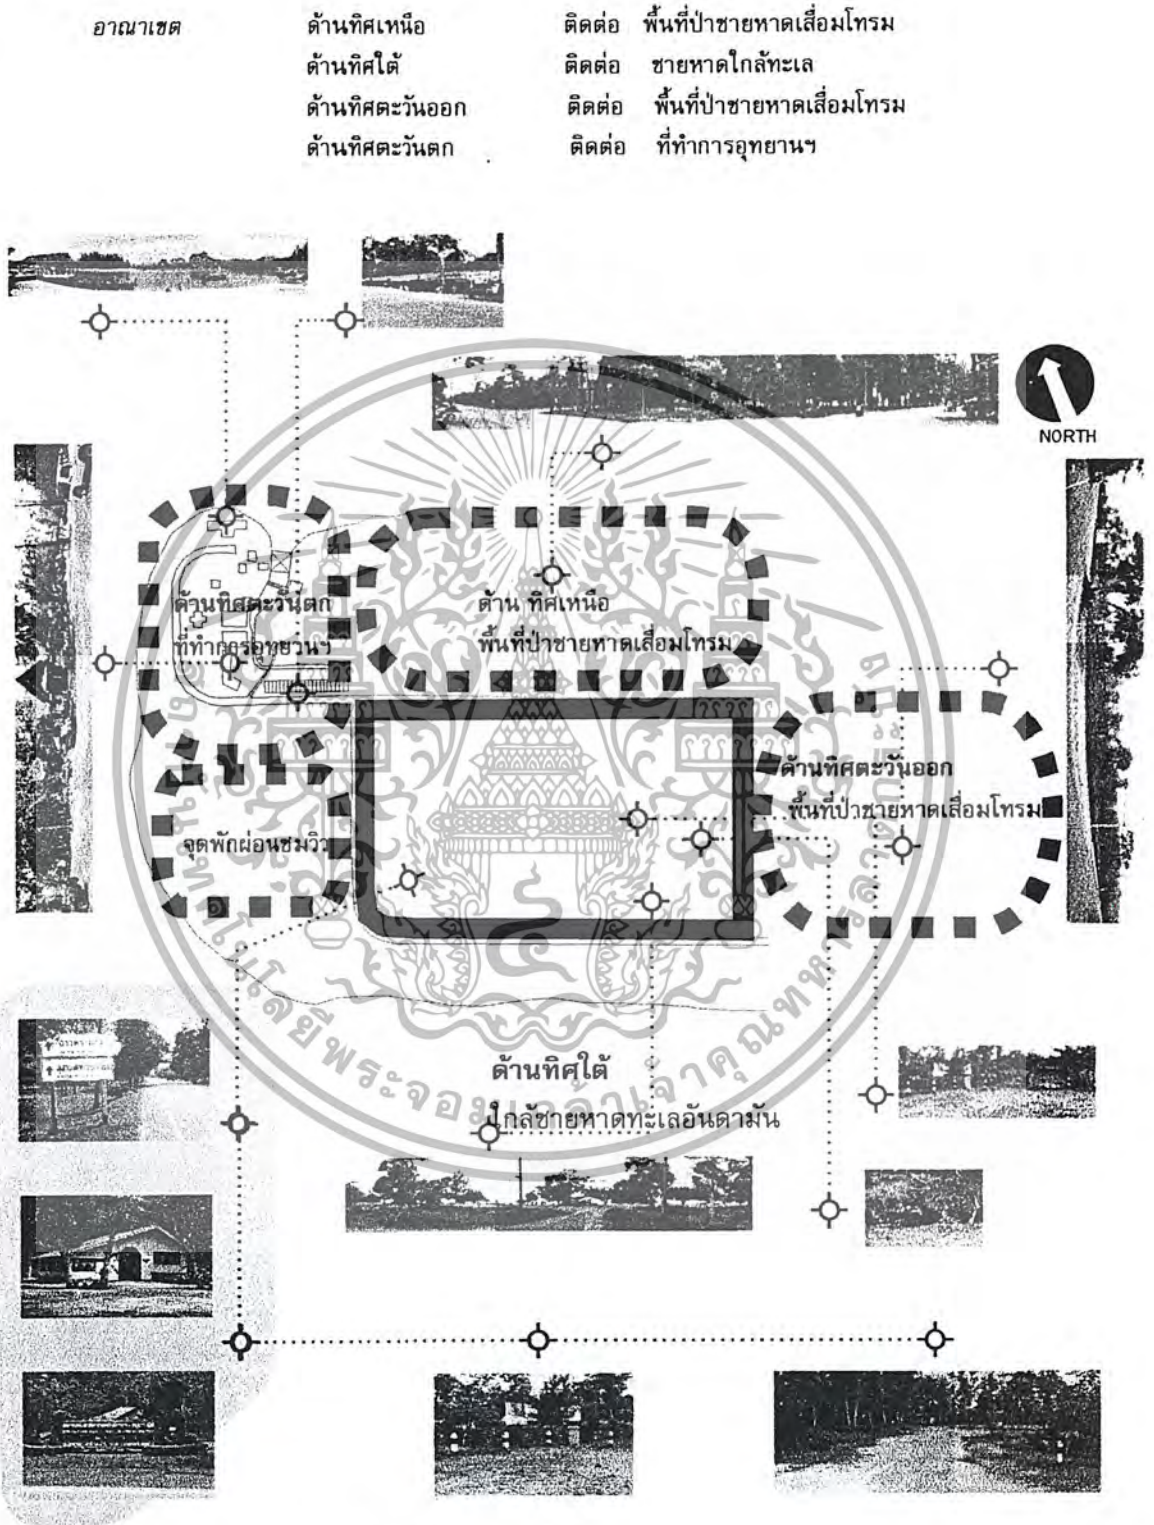 อาณาเขต ด้านทิศเหนือ ติดต่อ พื้นที่ป่าชายหาดเสื่อมโทรม
ด้านทิศใต้ ติดต่อ ชายหาดใกล้ทะเล
ด้านทิศตะวันออก ติดต่อ พื้นที่ป่าชายหาดเสื่อมโทรม
ด้านทิศตะวันตก ติดต่อ ที่ทำการอุทยานฯ
NORTH
ด้านทิศตะวันตก
ที่ทำการอุทยานฯ
ด้าน ทิศเหนือ
พื้นที่ป่าชายหาดเสื่อมโทรม
ด้านทิศตะวันออก
พื้นที่ป่าชายหาดเสื่อมโทรม
จุดพักผ่อนชมวิว
ด้านทิศใต้
ใกล้ชายหาดทะเลอันดามัน